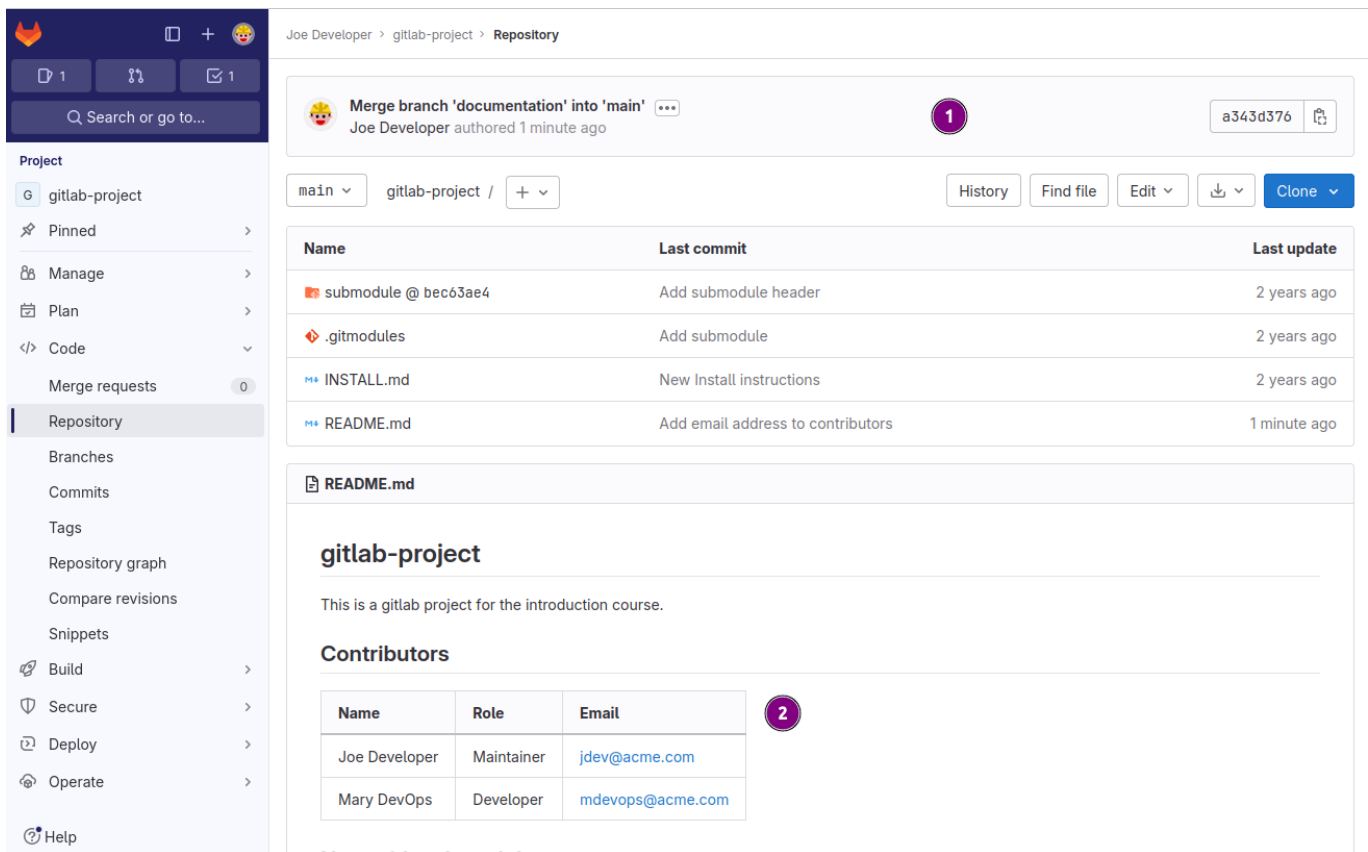 Joe Developer > gitlab-project > Repository
1
1
Search or go to...
Merge branch 'documentation' into 'main'
Joe Developer authored 1 minute ago
1
a343d376
Project
G gitlab-project
Pinned
Manage
Plan
Code
Merge requests 0
Repository
Branches
Commits
Tags
Repository graph
Compare revisions
Snippets
Build
Secure
Deploy
Operate
Help
main
gitlab-project /
+
History
Find file
Edit
Clone
Name Last commit Last update
submodule @ bec63ae4 Add submodule header 2 years ago
.gitmodules Add submodule 2 years ago
INSTALL.md New Install instructions 2 years ago
README.md Add email address to contributors 1 minute ago
README.md
gitlab-project
This is a gitlab project for the introduction course.
Contributors
2
Name Role Email
Joe Developer Maintainer jdev@acme.com
Mary DevOps Developer mdevops@acme.com